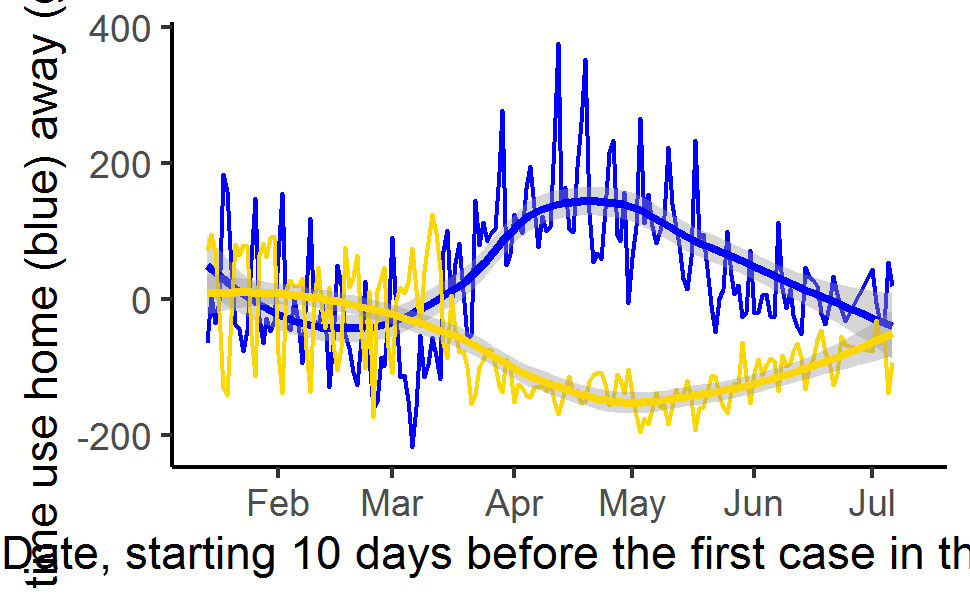 time use home (blue) away (
400
200
0
-200
Feb Mar Apr May Jun Jul
Date, starting 10 days before the first case in th